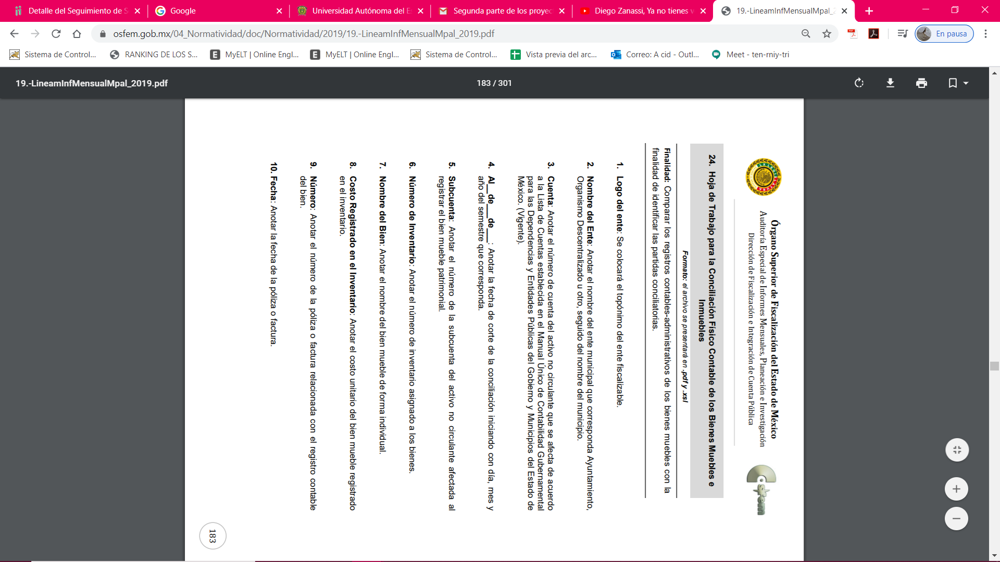 Detalle del Seguimiento de S
Google
Universidad Autónoma del E
Segunda parte de los proyec
Diego Zanassi, Ya no tienes v
19.-LineamInfMensualMpal_2
osfem.gob.mx/04_Normatividad/doc/Normatividad/2019/19.-LineamInfMensualMpal_2019.pdf
En pausa
Sistema de Control...
RANKING DE LOS S...
MyELT | Online Engl...
MyELT | Online Engl...
Sistema de Control...
Vista previa del arc...
Correo: A cid - Outl...
Meet - ten-rniy-tri
19.-LineamInfMensualMpal_2019.pdf
183 / 301
Órgano Superior de Fiscalización del Estado de México
Auditoría Especial de Informes Mensuales, Planeación e Investigación
Dirección de Fiscalización e Integración de Cuenta Pública
osfem
24. Hoja de Trabajo para la Conciliación Físico Contable de los Bienes Muebles e
Inmuebles
Formato: el archivo se presentará en .pdf y .xsl
Finalidad: Comparar los registros contables-administrativos de los bienes muebles con la
finalidad de identificar las partidas conciliatorias.
1. Logo del ente: Se colocará el topónimo del ente fiscalizable.
2. Nombre del Ente: Anotar el nombre del ente municipal que corresponda Ayuntamiento,
Organismo Descentralizado u otro, seguido del nombre del municipio.
3. Cuenta: Anotar el número de cuenta del activo no circulante que se afecta de acuerdo
a la Lista de Cuentas establecida en el Manual Único de Contabilidad Gubernamental
para las Dependencias y Entidades Públicas del Gobierno y Municipios del Estado de
México. (Vigente).
4. Al__de___de___: Anotar la fecha de corte de la conciliación iniciando con día, mes y
año del semestre que corresponda.
5. Subcuenta: Anotar el número de la subcuenta del activo no circulante afectada al
registrar el bien mueble patrimonial.
6. Número de Inventario: Anotar el número de inventario asignado a los bienes.
7. Nombre del Bien: Anotar el nombre del bien mueble de forma individual.
8. Costo Registrado en el Inventario: Anotar el costo unitario del bien mueble registrado
en el inventario.
9. Número: Anotar el número de la póliza o factura relacionada con el registro contable
del bien.
10. Fecha: Anotar la fecha de la póliza o factura.
183